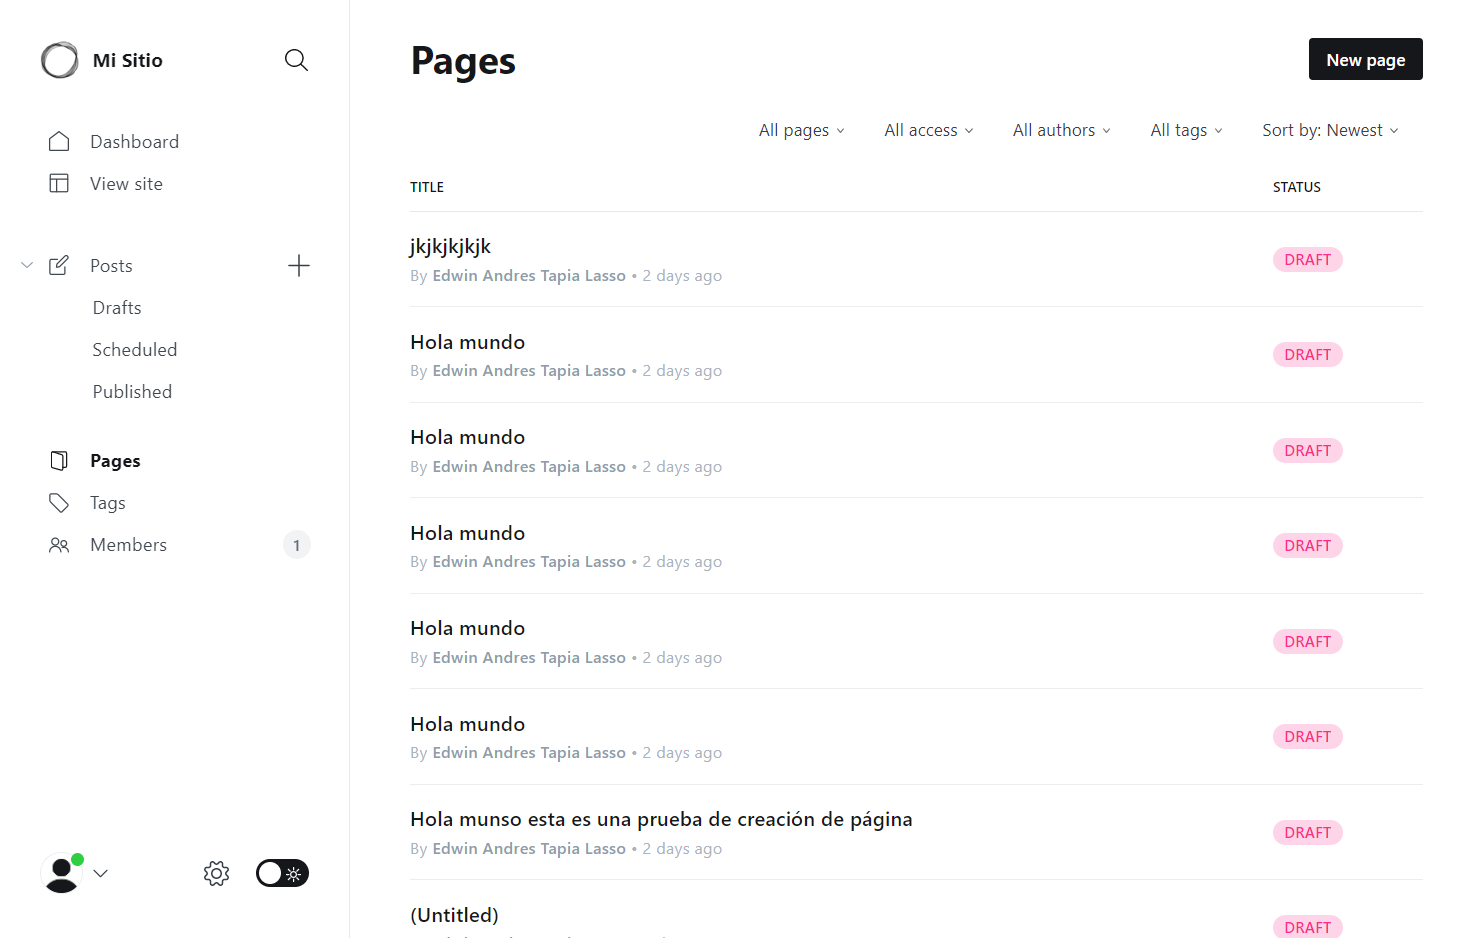 Mi Sitio
Dashboard
View site
Posts
Drafts
Scheduled
Published
Pages
Tags
Members 1
Pages
New page
All pages All access All authors All tags Sort by: Newest
TITLE STATUS
jkjkjkjkjk
By Edwin Andres Tapia Lasso • 2 days ago
DRAFT
Hola mundo
By Edwin Andres Tapia Lasso • 2 days ago
DRAFT
Hola mundo
By Edwin Andres Tapia Lasso • 2 days ago
DRAFT
Hola mundo
By Edwin Andres Tapia Lasso • 2 days ago
DRAFT
Hola mundo
By Edwin Andres Tapia Lasso • 2 days ago
DRAFT
Hola mundo
By Edwin Andres Tapia Lasso • 2 days ago
DRAFT
Hola munso esta es una prueba de creación de página
By Edwin Andres Tapia Lasso • 2 days ago
DRAFT
(Untitled)
DRAFT